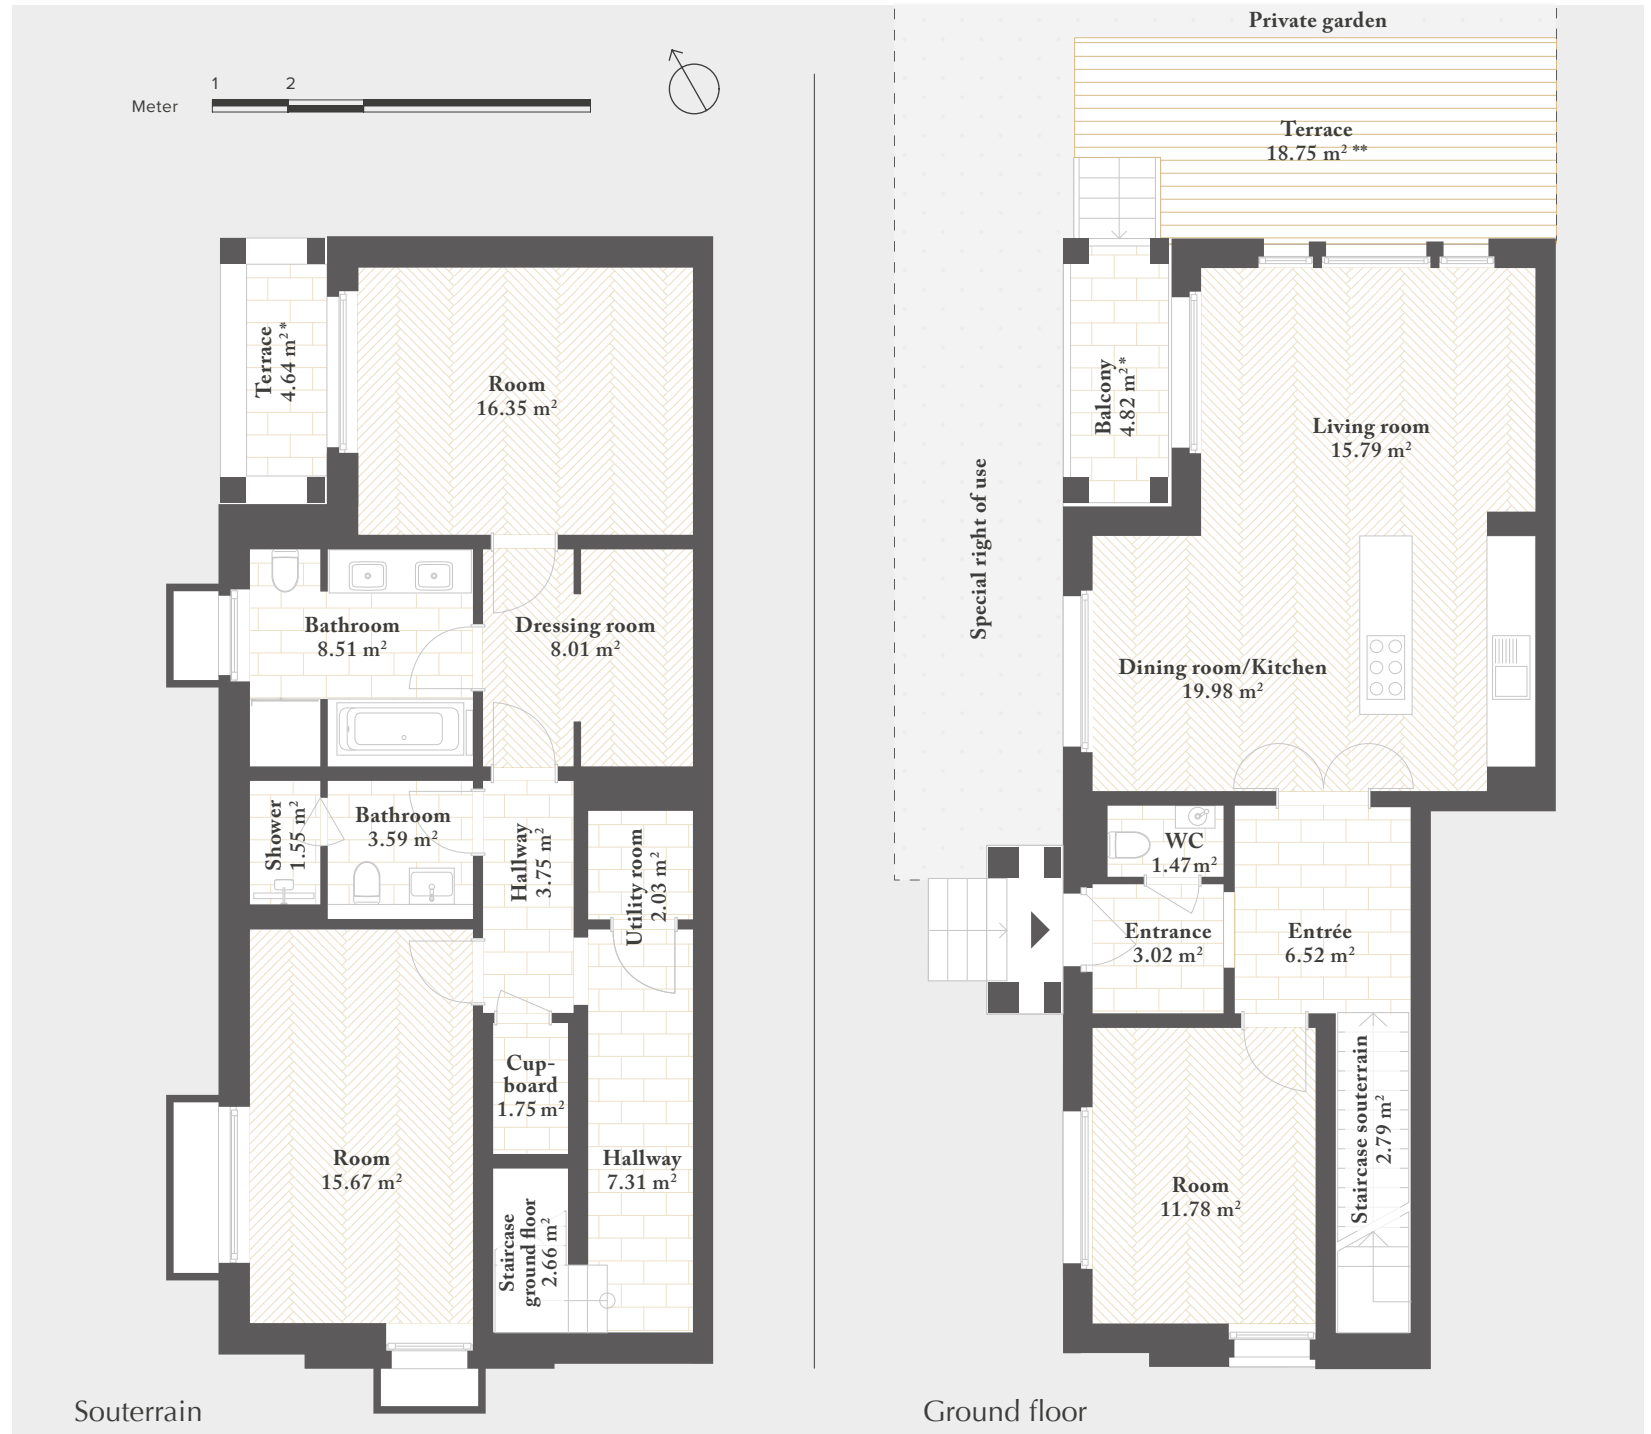 Private garden
1 2
Meter
Terrace
18.75 m² **
Terrace
4.64 m² *
Room
16.35 m²
Balcony
4.82 m² *
Living room
15.79 m²
Special right of use
Bathroom
8.51 m²
Dressing room
8.01 m²
Dining room/Kitchen
19.98 m²
Shower
1.55 m²
Bathroom
3.59 m²
Hallway
3.75 m²
Utility room
2.03 m²
WC
1.47 m²
Entrance
3.02 m²
Entrée
6.52 m²
Cup-
board
1.75 m²
Room
15.67 m²
Hallway
7.31 m²
Staircase
ground floor
2.66 m²
Room
11.78 m²
Staircase souterrain
2.79 m²
Souterrain
Ground floor